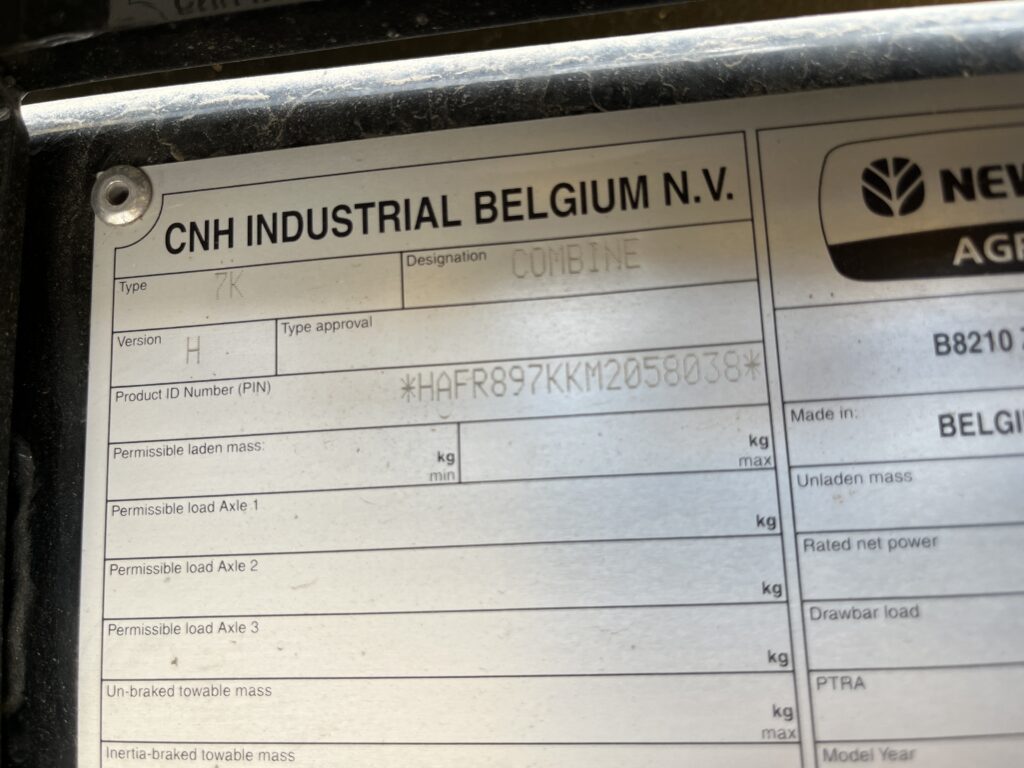 CNH INDUSTRIAL BELGIUM N.V.
Type 7K
Designation COMBINE
Version H
Type approval
Product ID Number (PIN) *HAFR897KKM2058038*
Permissible laden mass: kg min
kg max
Permissible load Axle 1 kg
Permissible load Axle 2 kg
Permissible load Axle 3 kg
Un-braked towable mass kg max
Inertia-braked towable mass
NEW
B8210
Made in:
Unladen mass
Rated net power
Drawbar load
PTRA
Model Year